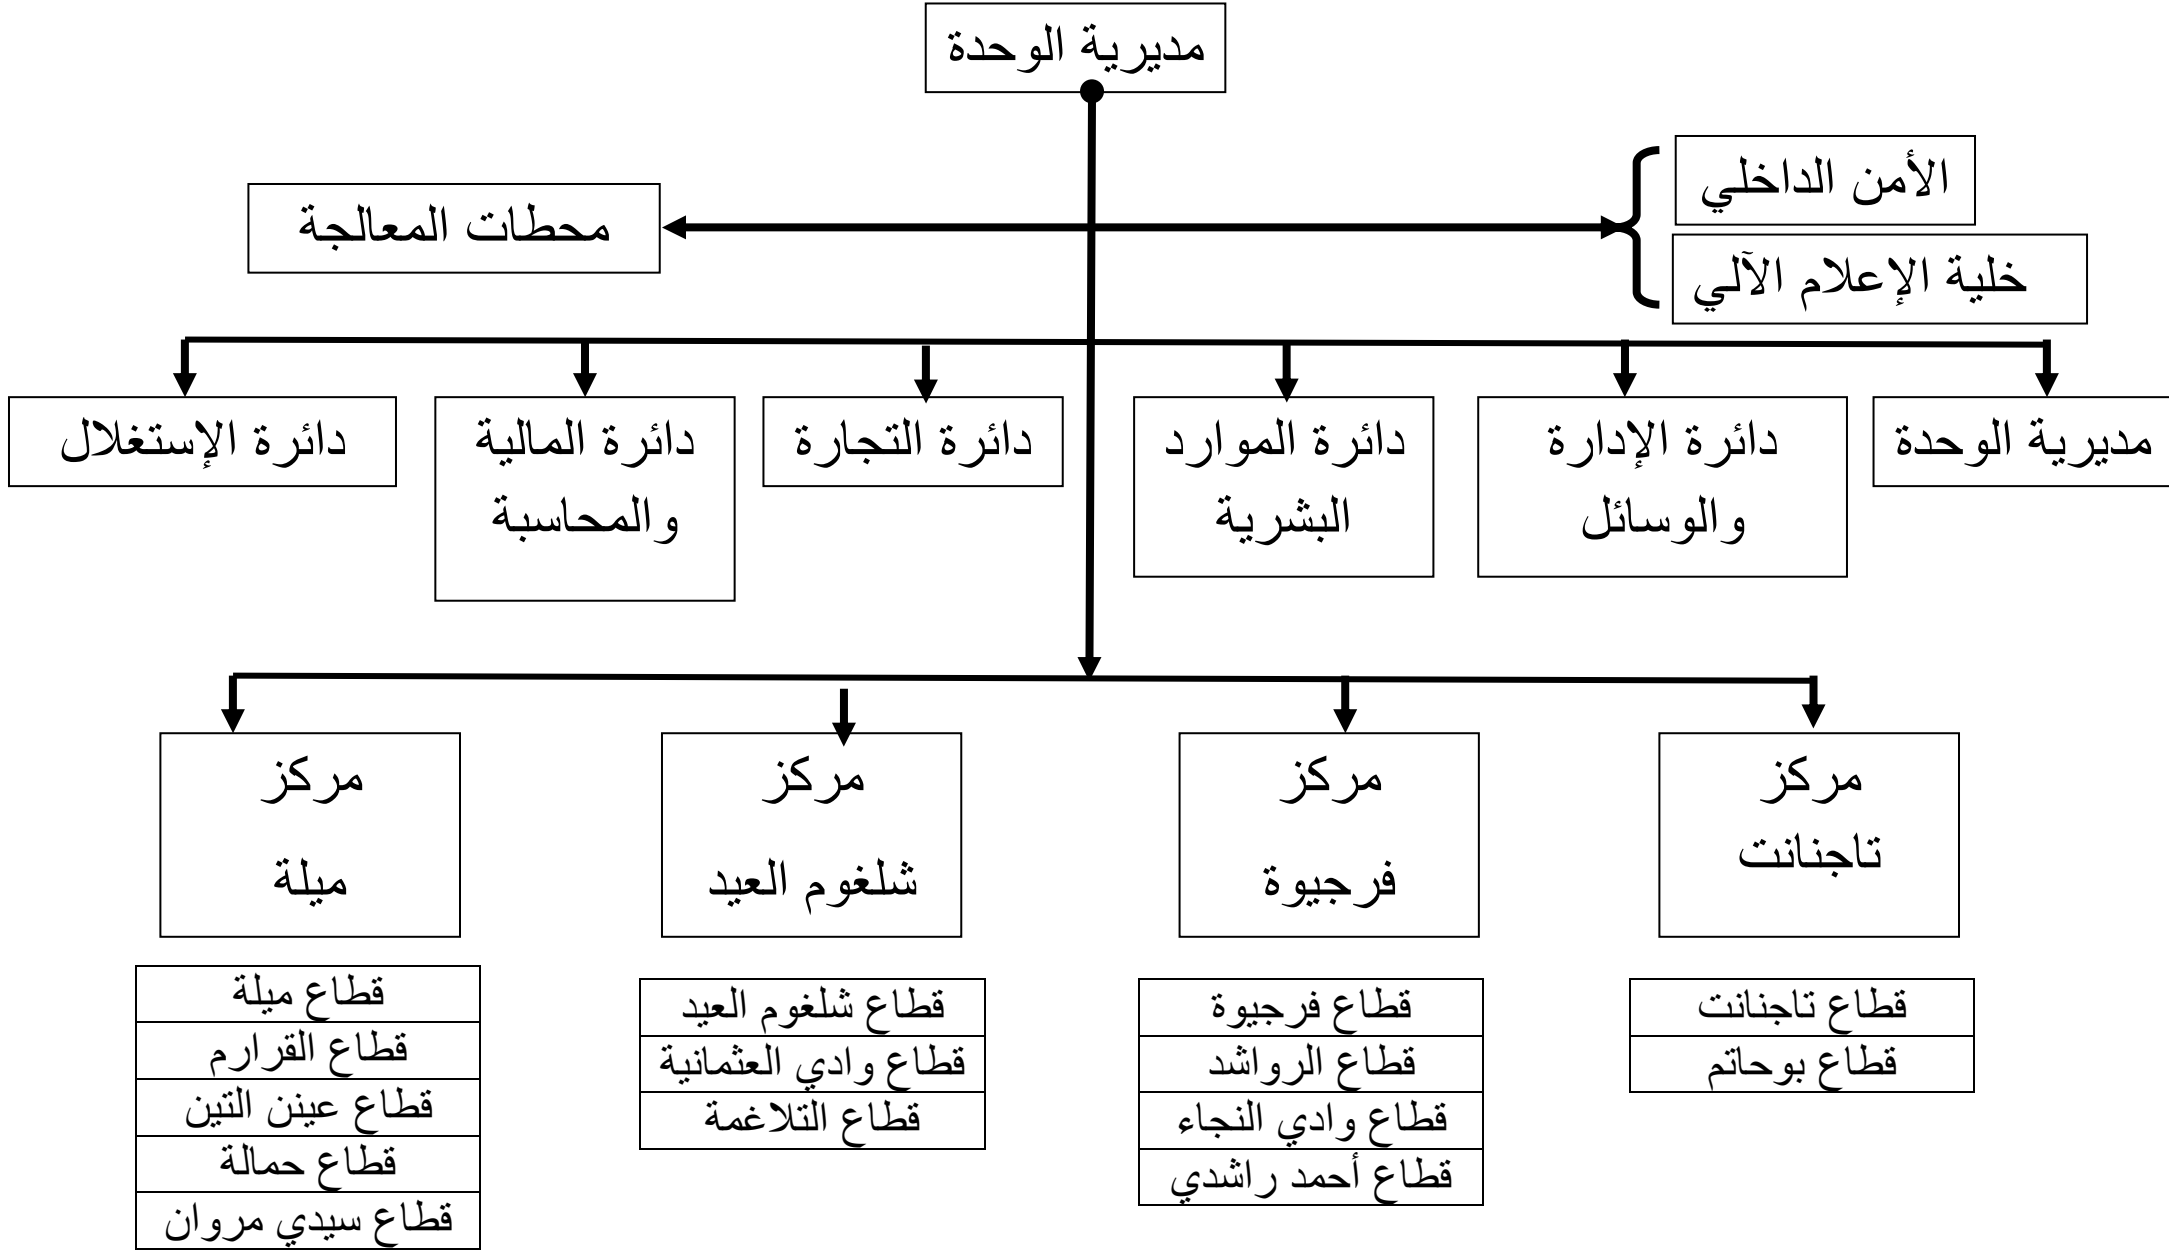 مديرية الوحدة
الأمن الداخلي
محطات المعالجة
خلية الإعلام الآلي
مديرية الوحدة
دائرة الإدارة
والوسائل
دائرة الموارد
البشرية
دائرة التجارة
دائرة المالية
والمحاسبة
دائرة الإستغلال
مركز
تاجنانت
مركز
فرجيوة
مركز
شلغوم العيد
مركز
ميلة
قطاع تاجنانت
قطاع بوحاتم
قطاع فرجيوة
قطاع الرواشد
قطاع وادي النجاء
قطاع أحمد راشدي
قطاع شلغوم العيد
قطاع وادي العثمانية
قطاع التلاغمة
قطاع ميلة
قطاع القرارم
قطاع عينن التين
قطاع حمالة
قطاع سيدي مروان